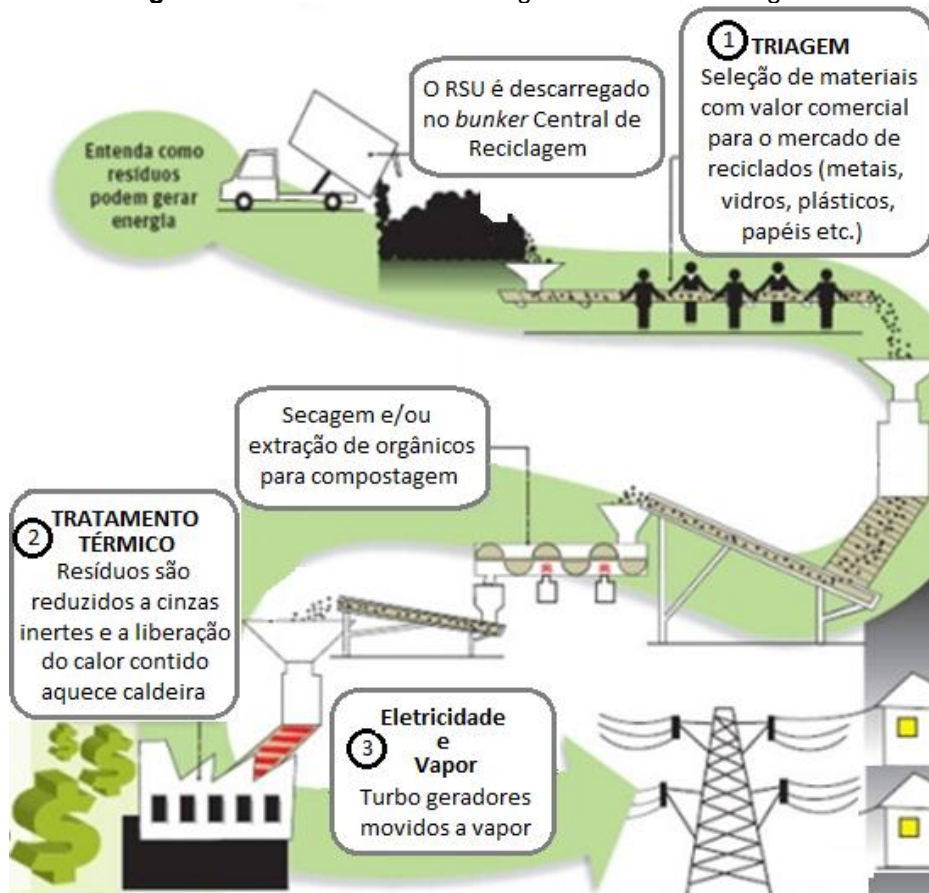 Entenda como
resíduos
podem gerar
energia
O RSU é descarregado
no bunker Central de
Reciclagem
1 TRIAGEM
Seleção de materiais
com valor comercial
para o mercado de
reciclados (metais,
vidros, plásticos,
papéis etc.)
Secagem e/ou
extração de orgânicos
para compostagem
2 TRATAMENTO
TÉRMICO
Resíduos são
reduzidos a cinzas
inertes e a liberação
do calor contido
aquece caldeira
3 Eletricidade
e
Vapor
Turbo geradores
movidos a vapor
$
$
$